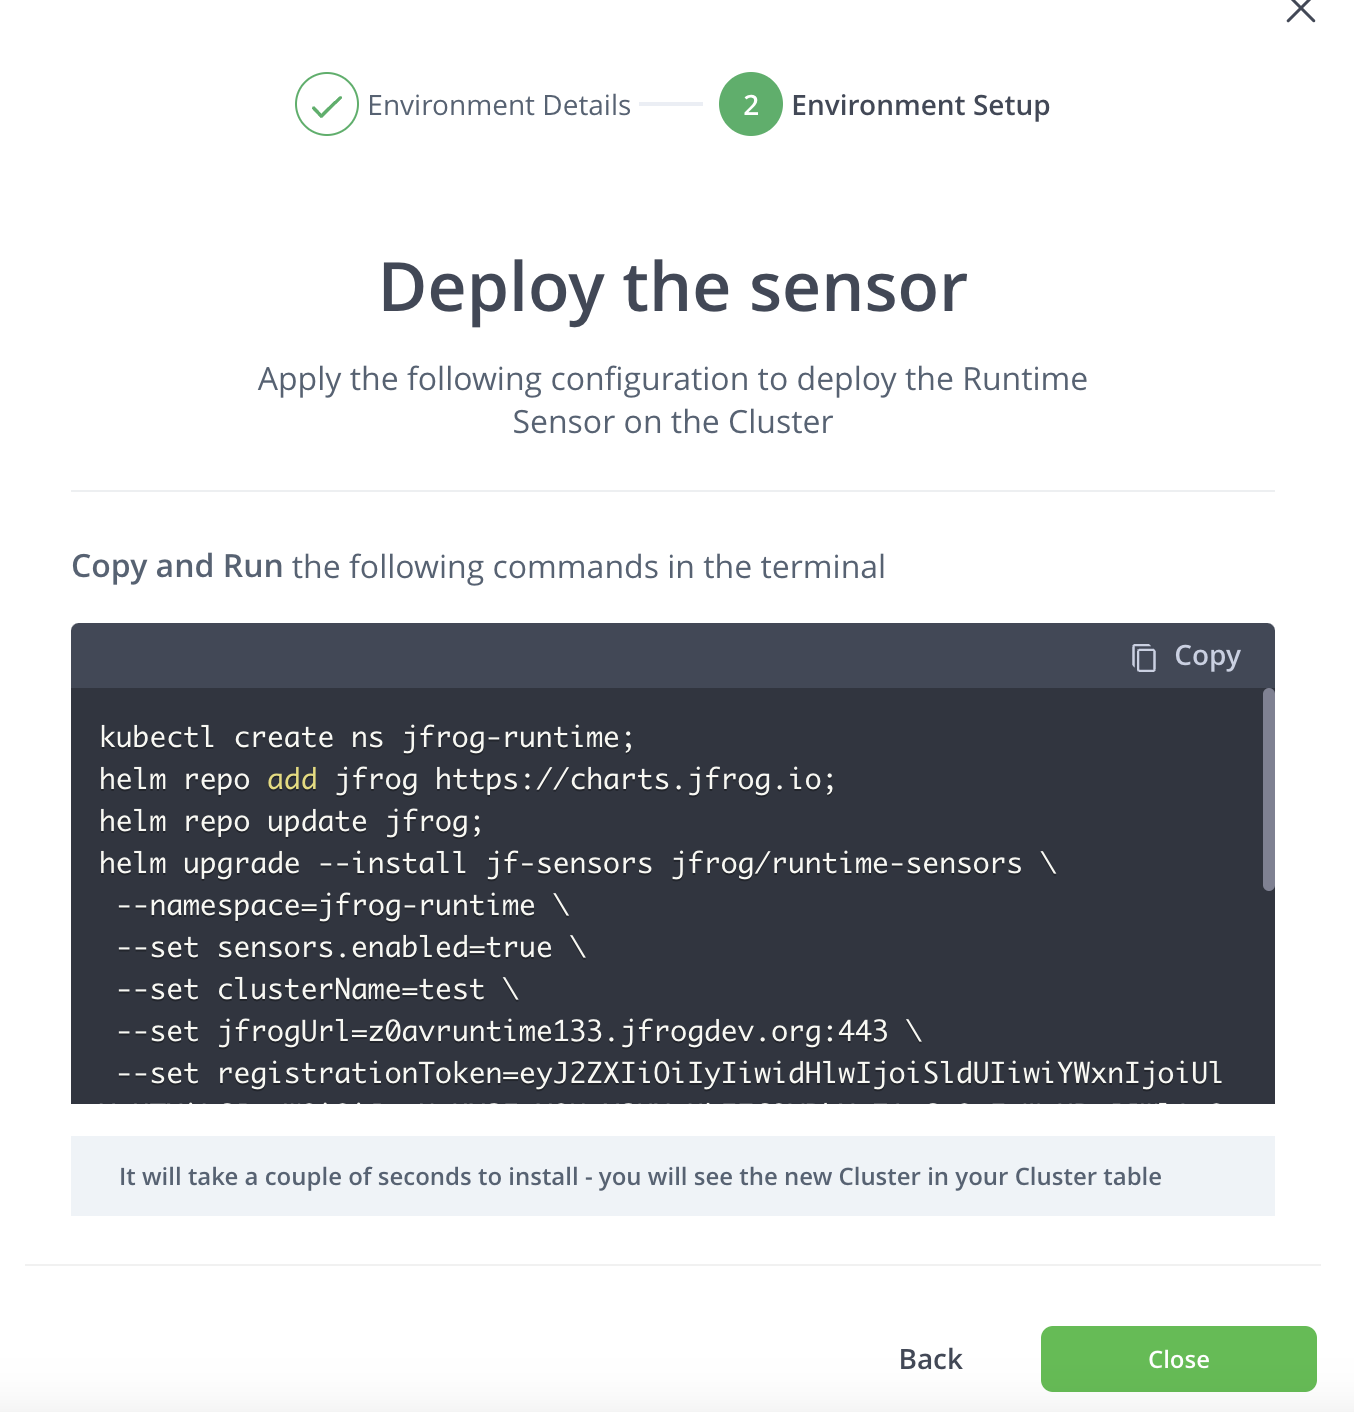 Environment Details
2
Environment Setup
Deploy the sensor
Apply the following configuration to deploy the Runtime
Sensor on the Cluster
Copy and Run the following commands in the terminal
Copy
kubectl create ns jfrog-runtime;
helm repo add jfrog https://charts.jfrog.io;
helm repo update jfrog;
helm upgrade --install jf-sensors jfrog/runtime-sensors \
--namespace=jfrog-runtime \
--set sensors.enabled=true \
--set clusterName=test \
--set jfrogUrl=z0avruntime133.jfrogdev.org:443 \
--set registrationToken=eyJ2ZXIiOiIyIiwidHlwIjoiSldUIiwiYWxnIjoiUl
It will take a couple of seconds to install - you will see the new Cluster in your Cluster table
Back
Close